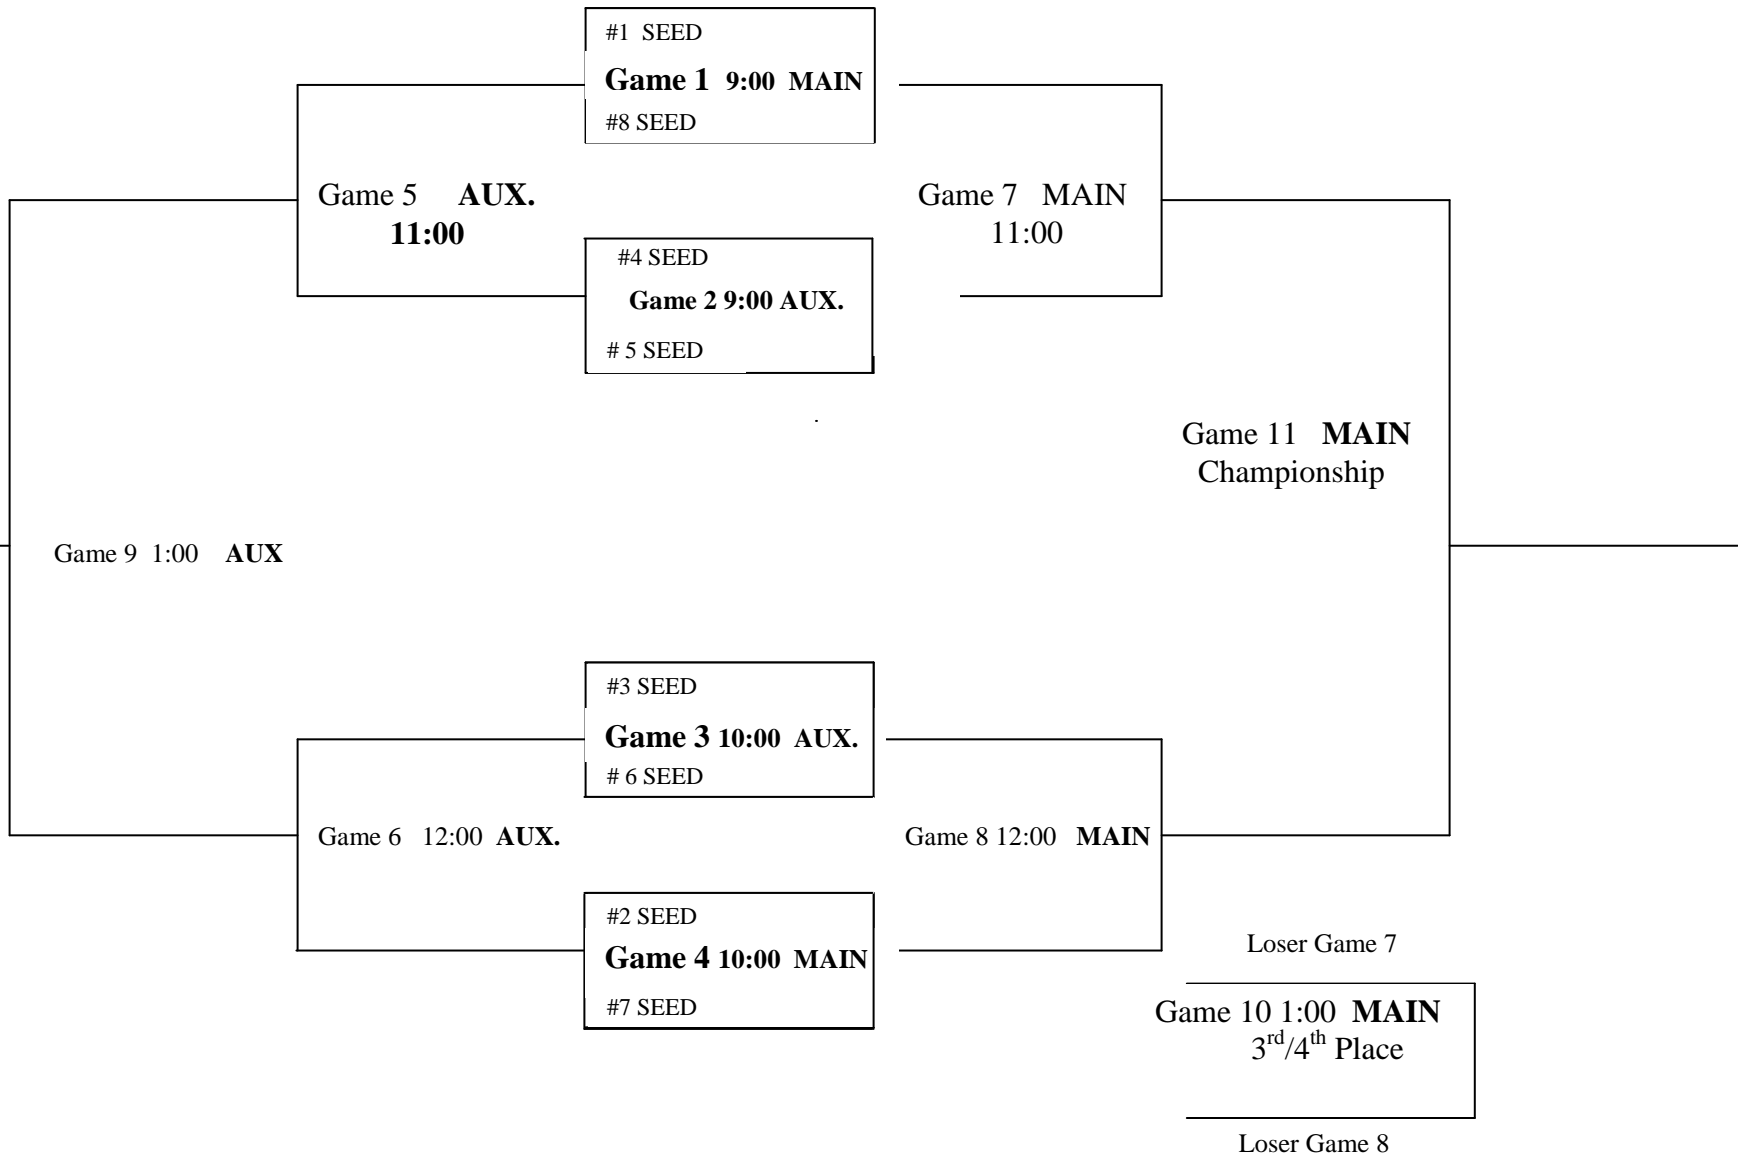 #1 SEED
Game 1 9:00 MAIN
#8 SEED
Game 5 AUX.
11:00
Game 7 MAIN
11:00
#4 SEED
Game 2 9:00 AUX.
# 5 SEED
Game 11 MAIN
Championship
Game 9 1:00 AUX
#3 SEED
Game 3 10:00 AUX.
# 6 SEED
Game 6 12:00 AUX.
Game 8 12:00 MAIN
#2 SEED
Game 4 10:00 MAIN
#7 SEED
Loser Game 7
Game 10 1:00 MAIN
3rd/4th Place
Loser Game 8